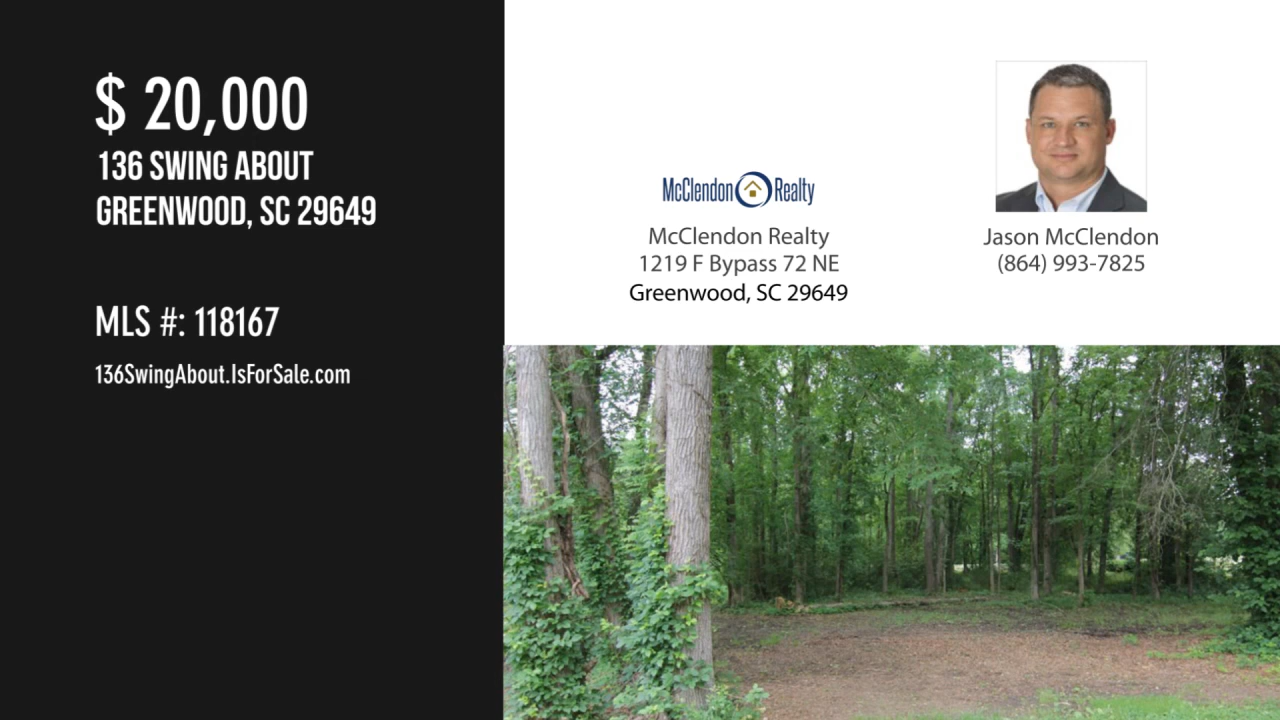 $ 20,000
136 SWING ABOUT
GREENWOOD, SC 29649
MLS #: 118167
136SwingAbout.IsForSale.com
McClendon Realty
McClendon Realty
1219 F Bypass 72 NE
Greenwood, SC 29649
Jason McClendon
(864) 993-7825